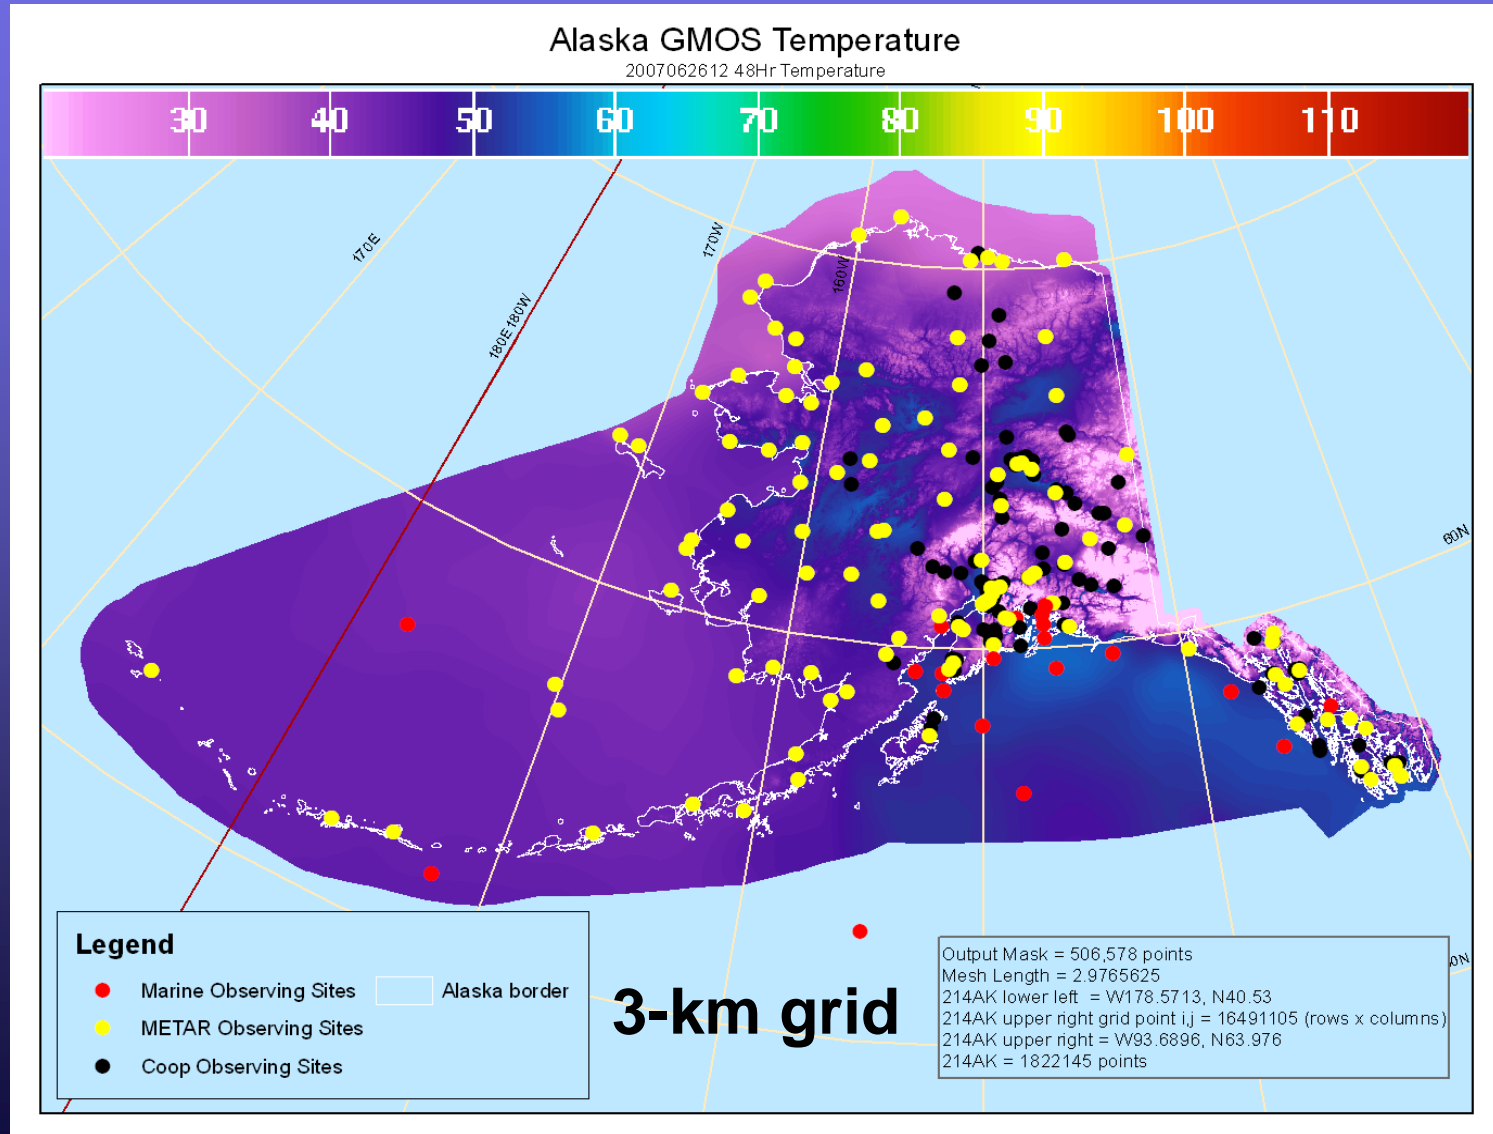 Alaska GMOS Temperature
2007062612 48Hr Temperature
30 40 50 60 70 80 90 100 110
170E
180E 180W
170W
160W
60N
Legend
Marine Observing Sites
Alaska border
METAR Observing Sites
Coop Observing Sites
3-km grid
Output Mask = 506,578 points
Mesh Length = 2.9765625
214AK lower left = W178.5713, N40.53
214AK upper right grid point i,j = 16491105 (rows x columns)
214AK upper right = W93.6896, N63.976
214AK = 1822145 points